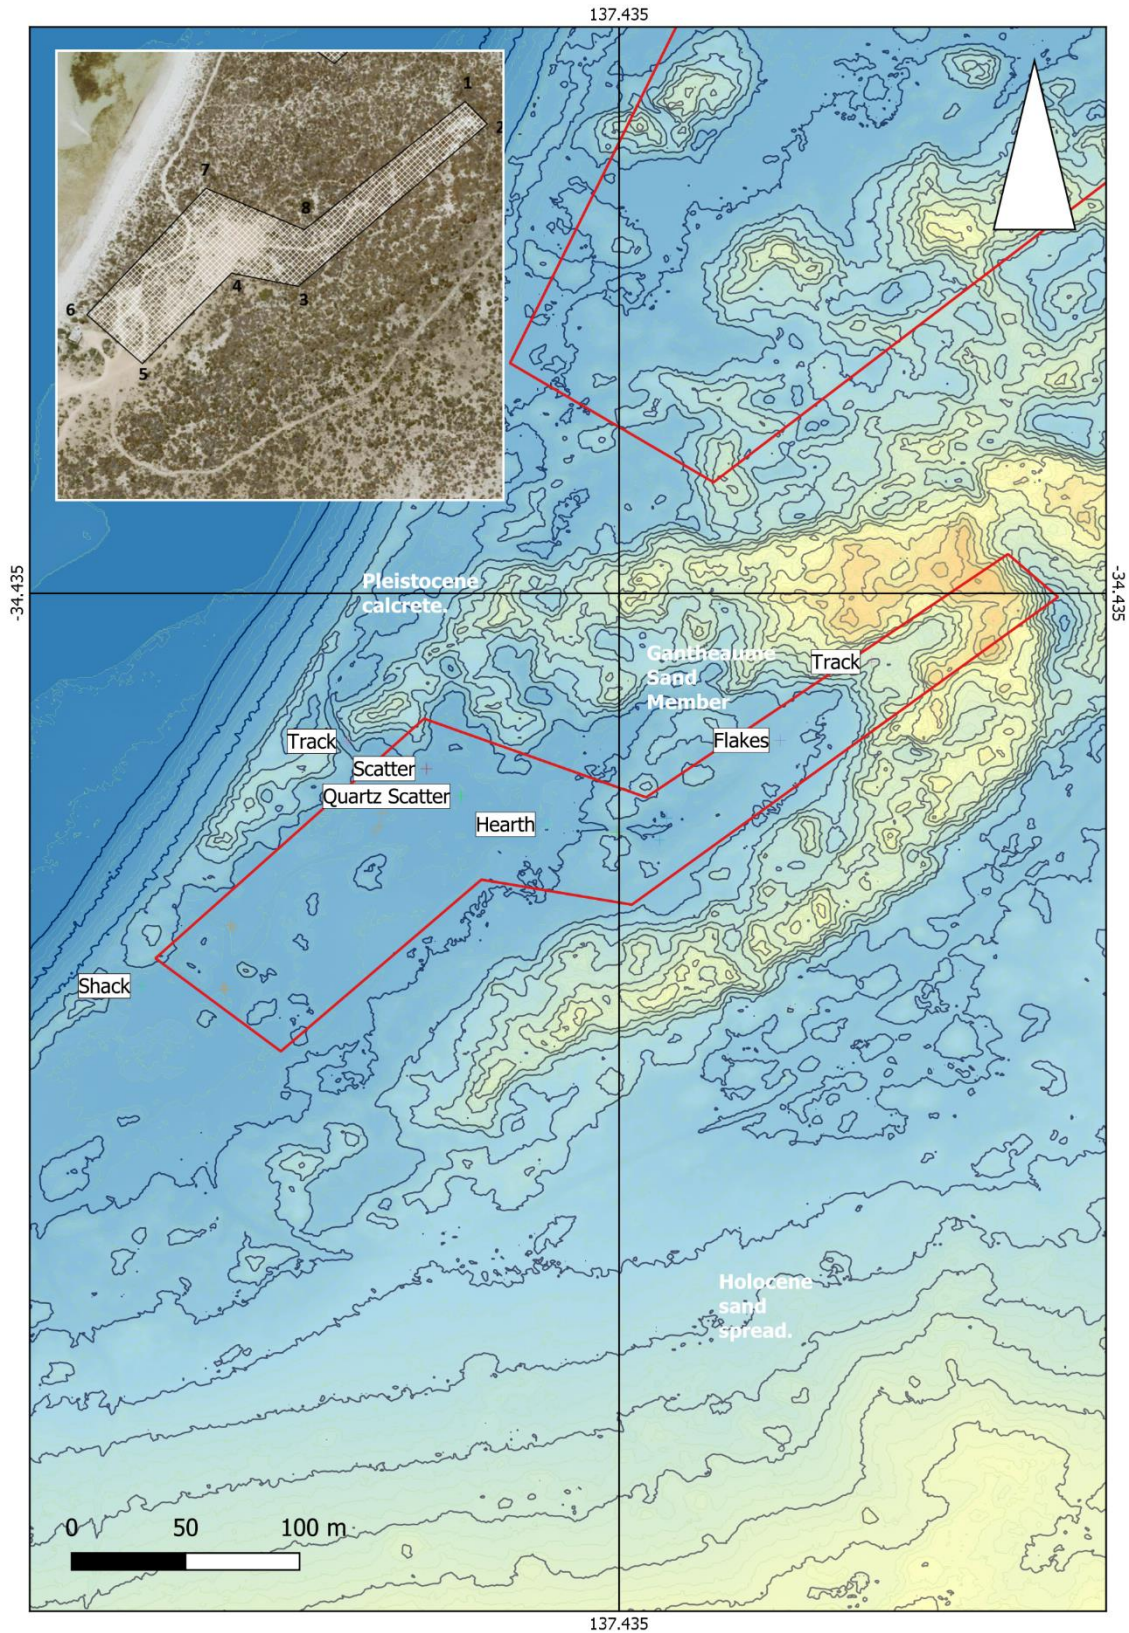 137.435
1
2
7
8
4
3
6
5
-34.435
-34.435
Pleistocene
calcrete.
Gantheaume
Sand
Member
Track
Track
Flakes
Scatter
Quartz Scatter
Hearth
Shack
Holocene
sand
spread.
0 50 100 m
137.435